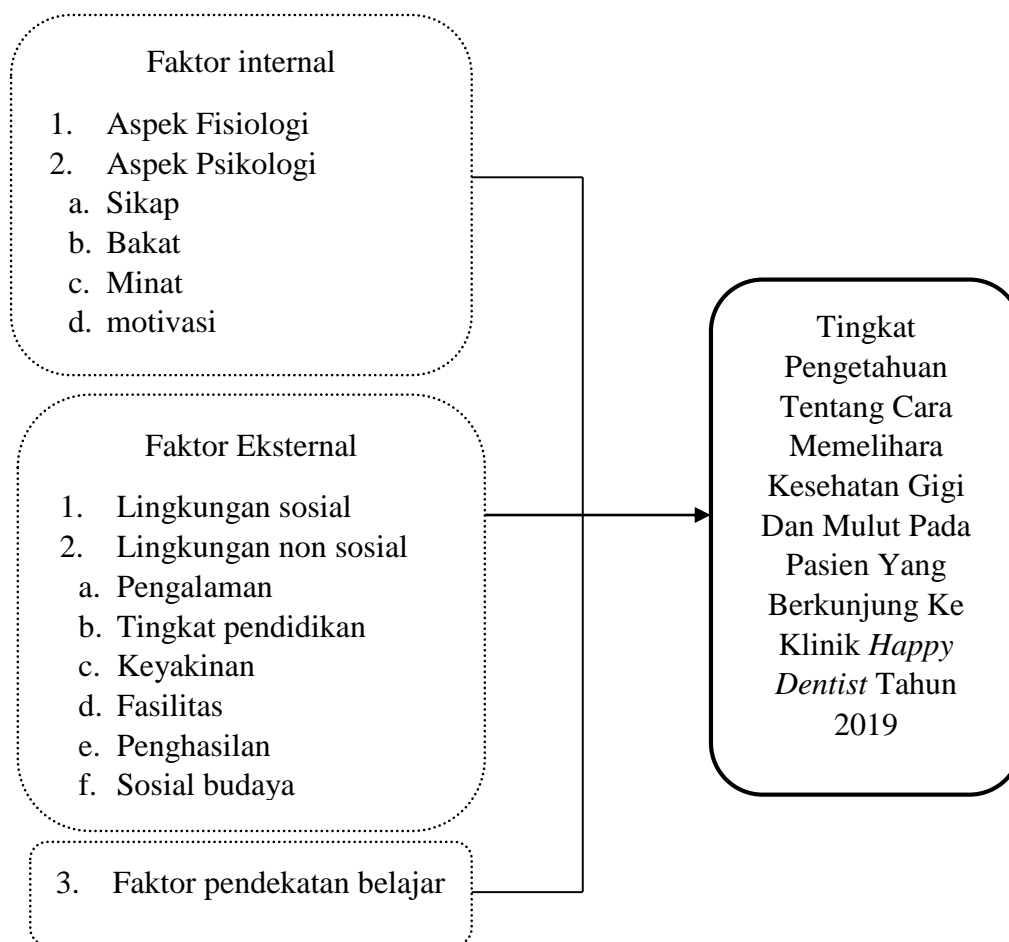 Faktor internal
1. Aspek Fisiologi
2. Aspek Psikologi
a. Sikap
b. Bakat
c. Minat
d. motivasi
Faktor Eksternal
1. Lingkungan sosial
2. Lingkungan non sosial
a. Pengalaman
b. Tingkat pendidikan
c. Keyakinan
d. Fasilitas
e. Penghasilan
f. Sosial budaya
3. Faktor pendekatan belajar
Tingkat
Pengetahuan
Tentang Cara
Memelihara
Kesehatan Gigi
Dan Mulut Pada
Pasien Yang
Berkunjung Ke
Klinik Happy
Dentist Tahun
2019